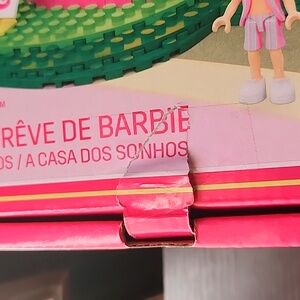 RÊVE DE BARBIE
OS / A CASA DOS SONHOS